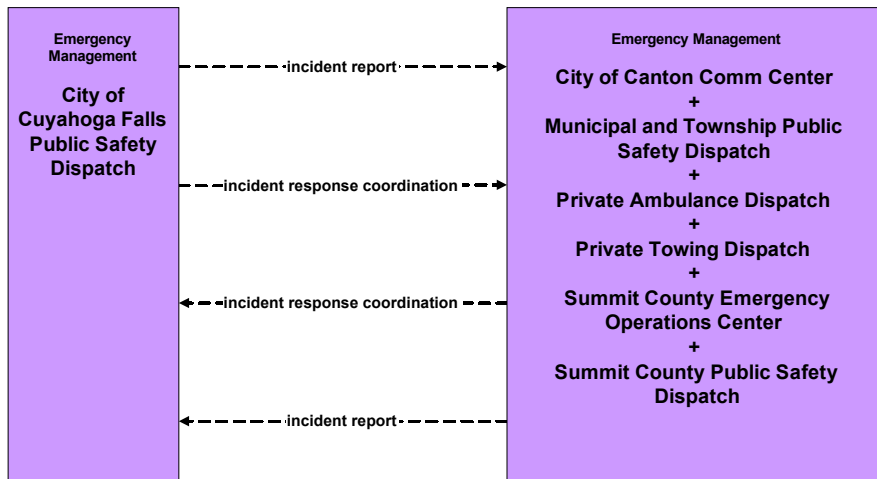 Emergency
Management
City of
Cuyahoga Falls
Public Safety
Dispatch
incident report
incident response coordination
incident response coordination
incident report
Emergency Management
City of Canton Comm Center
+
Municipal and Township Public
Safety Dispatch
+
Private Ambulance Dispatch
+
Private Towing Dispatch
+
Summit County Emergency
Operations Center
+
Summit County Public Safety
Dispatch